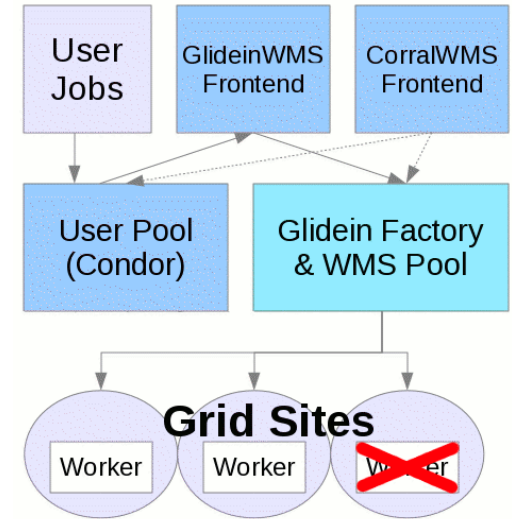 User
Jobs
GlideinWMS
Frontend
CorralWMS
Frontend
User Pool
(Condor)
Glidein Factory
& WMS Pool
Grid Sites
Worker
Worker